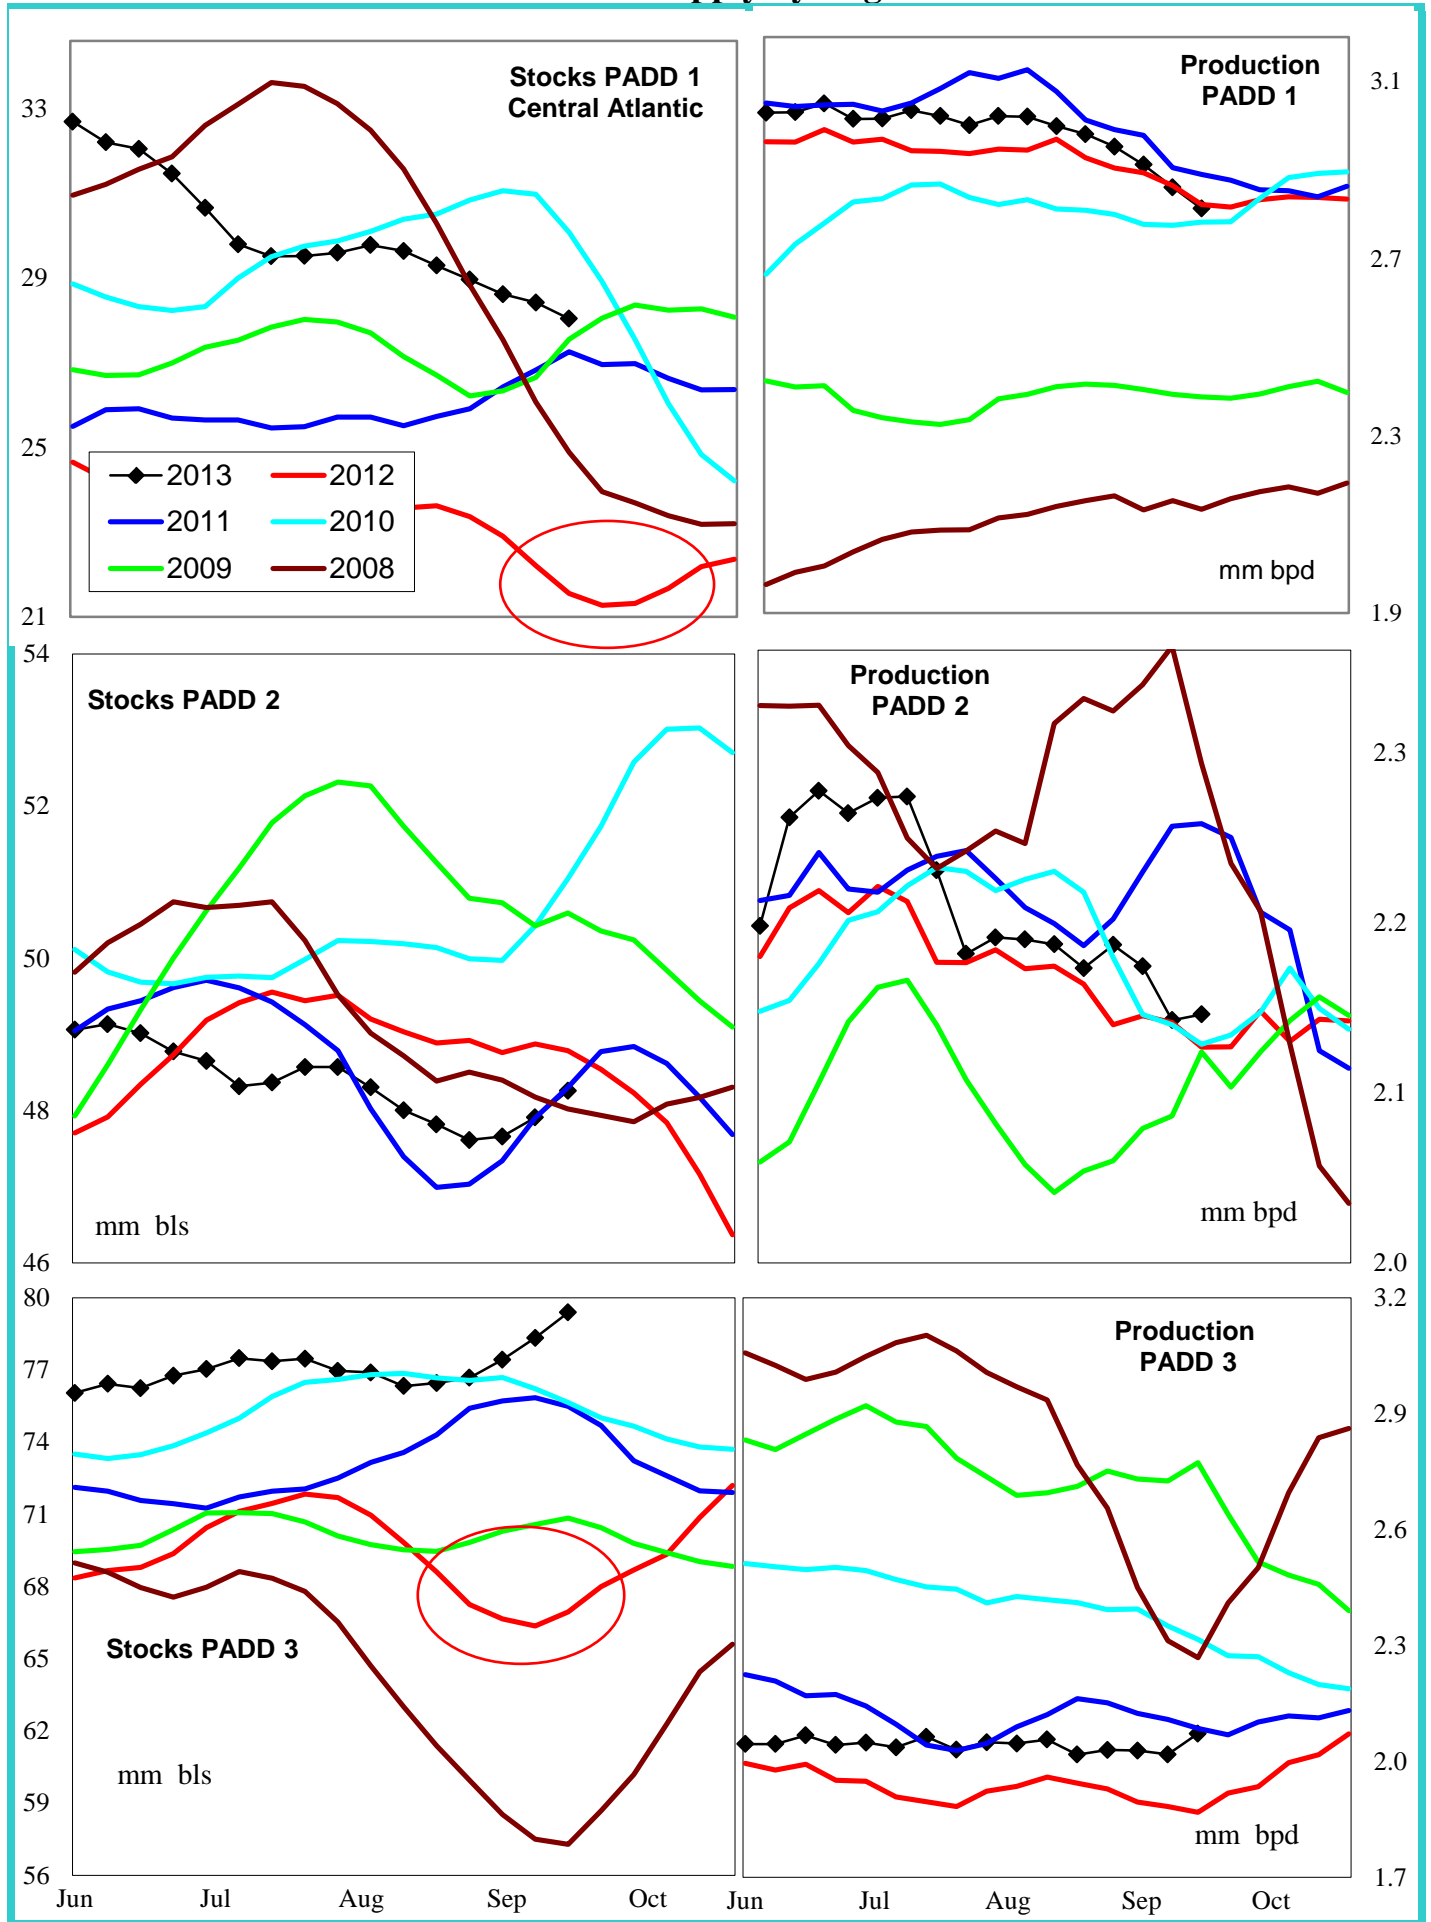 Stocks PADD 1
Central Atlantic
33
29
25
21
2013
2012
2011
2010
2009
2008
Production
PADD 1
3.1
2.7
2.3
1.9
mm bpd
54
52
50
48
46
Stocks PADD 2
mm bls
Production
PADD 2
2.3
2.2
2.1
2.0
mm bpd
80
77
74
71
68
65
62
59
56
Stocks PADD 3
mm bls
Jun Jul Aug Sep Oct
Production
PADD 3
3.2
2.9
2.6
2.3
2.0
1.7
mm bpd
Jun Jul Aug Sep Oct